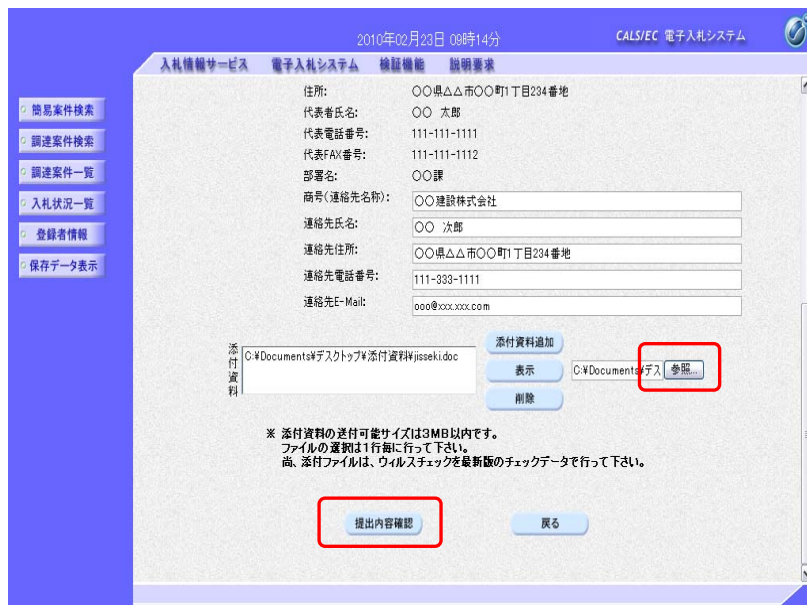 2010年02月23日 09時14分
CALS/EC 電子入札システム
入札情報サービス 電子入札システム 検証機能 説明要求
簡易案件検索
調達案件検索
調達案件一覧
入札状況一覧
登録者情報
保存データ表示
住所: 〇〇県△△市〇〇町1丁目234番地
代表者氏名: 〇〇 太郎
代表電話番号: 111-111-1111
代表FAX番号: 111-111-1112
部署名: 〇〇課
商号(連絡先名称): 〇〇建設株式会社
連絡先氏名: 〇〇 次郎
連絡先住所: 〇〇県△△市〇〇町1丁目234番地
連絡先電話番号: 111-333-1111
連絡先E-Mail: ooo@xxx.xxx.com
添付資料
C:¥Documents¥デスクトップ¥添付資料¥jisseki.doc
添付資料追加
表示
C:¥Documents¥デス 参照...
削除
※ 添付資料の送付可能サイズは3MB以内です。
ファイルの選択は1行毎に行って下さい。
尚、添付ファイルは、ウィルスチェックを最新版のチェックデータで行って下さい。
提出内容確認 戻る